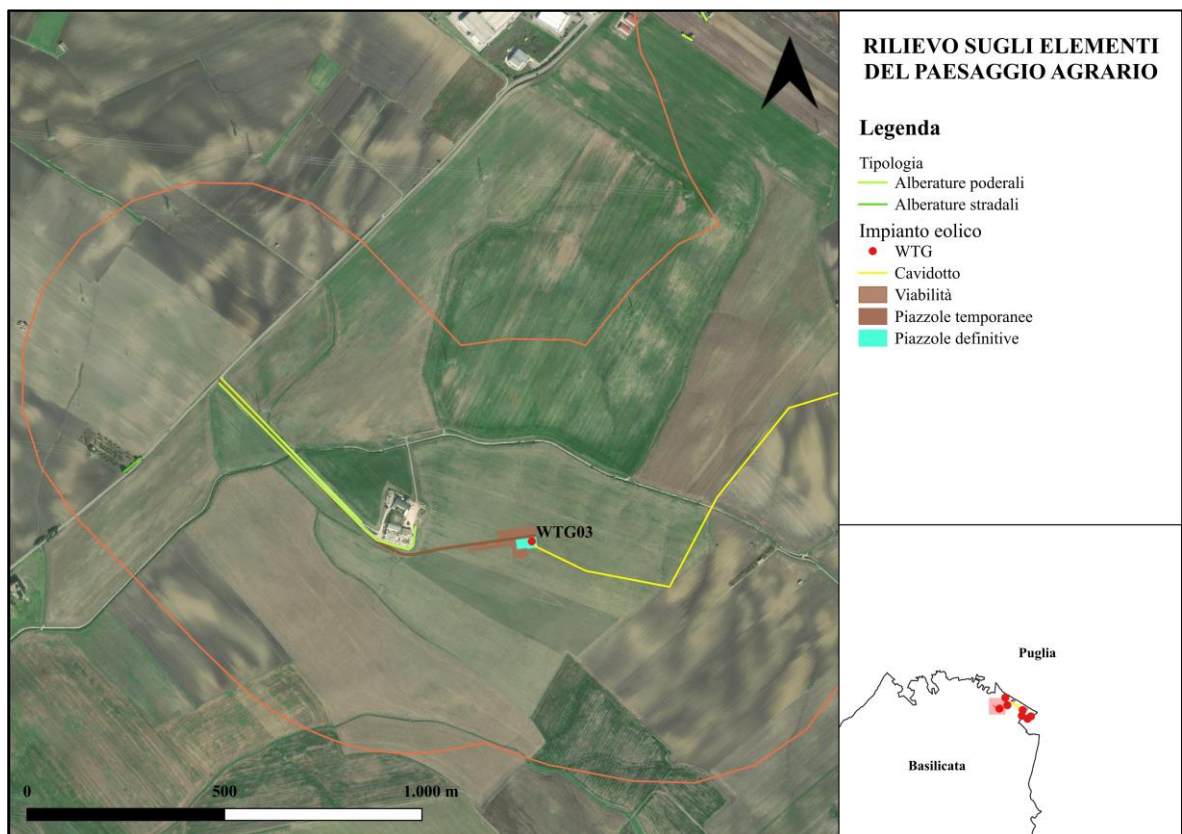 RILIEVO SUGLI ELEMENTI
DEL PAESAGGIO AGRARIO
Legenda
Tipologia
Alberature poderali
Alberature stradali
Impianto eolico
WTG
Cavidotto
Viabilità
Piazzole temporanee
Piazzole definitive
WTG03
0 500 1.000 m
Puglia
Basilicata